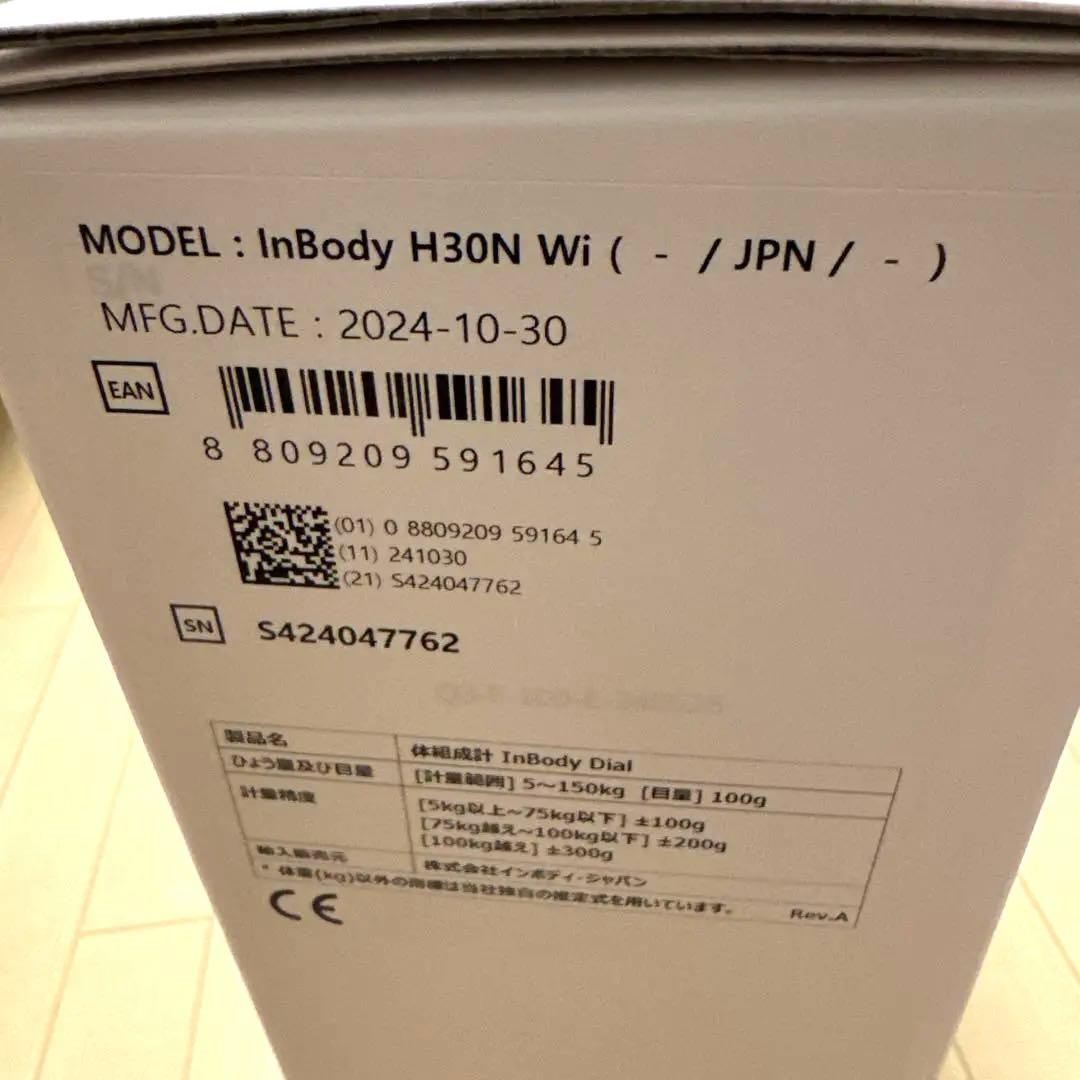 MODEL : InBody H30N Wi ( - / JPN / - )
S/N
MFG.DATE : 2024-10-30
EAN
8 809209 591645
(01) 0 8809209 59164 5
(11) 241030
(21) S424047762
SN S424047762
製品名 体組成計 InBody Dial
ひょう量及び目量 [計量範囲] 5～150kg [目量] 100g
計量精度 [5kg以上~75kg以下] ±100g
[75kg越え~100kg以下] ±200g
[100kg越え] ±300g
輸入販売元 株式会社インボディ・ジャパン
* 体重(kg)以外の指標は当社独自の推定式を用いています。 Rev.A
CE